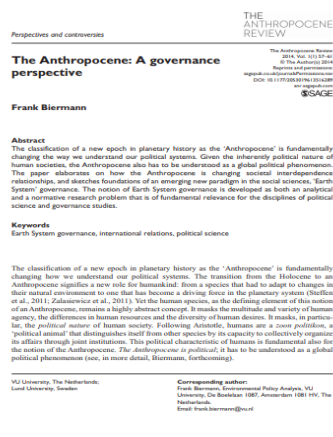 THE
ANTHROPOCENE
REVIEW
Perspectives and controversies
The Anthropocene: A governance
perspective
The Anthropocene Review
2014, Vol. 1(1) 57–61
© The Author(s) 2014
Reprints and permissions:
sagepub.co.uk/journalsPermissions.nav
DOI: 10.1177/2053019613516289
anr.sagepub.com
SAGE
Frank Biermann
Abstract
The classification of a new epoch in planetary history as the 'Anthropocene' is fundamentally
changing the way we understand our political systems. Given the inherently political nature of
human societies, the Anthropocene also has to be understood as a global political phenomenon.
The paper elaborates on how the Anthropocene is changing societal interdependence
relationships, and sketches foundations of an emerging new paradigm in the social sciences, 'Earth
System' governance. The notion of Earth System governance is developed as both an analytical
and a normative research problem that is of fundamental relevance for the disciplines of political
science and governance studies.
Keywords
Earth System governance, international relations, political science
The classification of a new epoch in planetary history as the 'Anthropocene' is fundamentally
changing how we understand our political systems. The transition from the Holocene to an
Anthropocene signifies a new role for humankind: from a species that had to adapt to changes in
their natural environment to one that has become a driving force in the planetary system (Steffen
et al., 2011; Zalasiewicz et al., 2011). Yet the human species, as the defining element of this notion
of an Anthropocene, remains a highly abstract concept. It masks the multitude and variety of human
agency, the differences in human resources and the diversity of human desires. It masks, in particu-
lar, the political nature of human society. Following Aristotle, humans are a zoon politikon, a
'political animal' that distinguishes itself from other species by its capacity to collectively organize
its affairs through joint institutions. This political characteristic of humans is fundamental also for
the notion of the Anthropocene. The Anthropocene is political; it has to be understood as a global
political phenomenon (see, in more detail, Biermann, forthcoming).
VU University, The Netherlands;
Lund University, Sweden
Corresponding author:
Frank Biermann, Environmental Policy Analysis, VU
University, De Boelelaan 1087, Amsterdam 1081 HV, The
Netherlands.
Email: frank.biermann@vu.nl